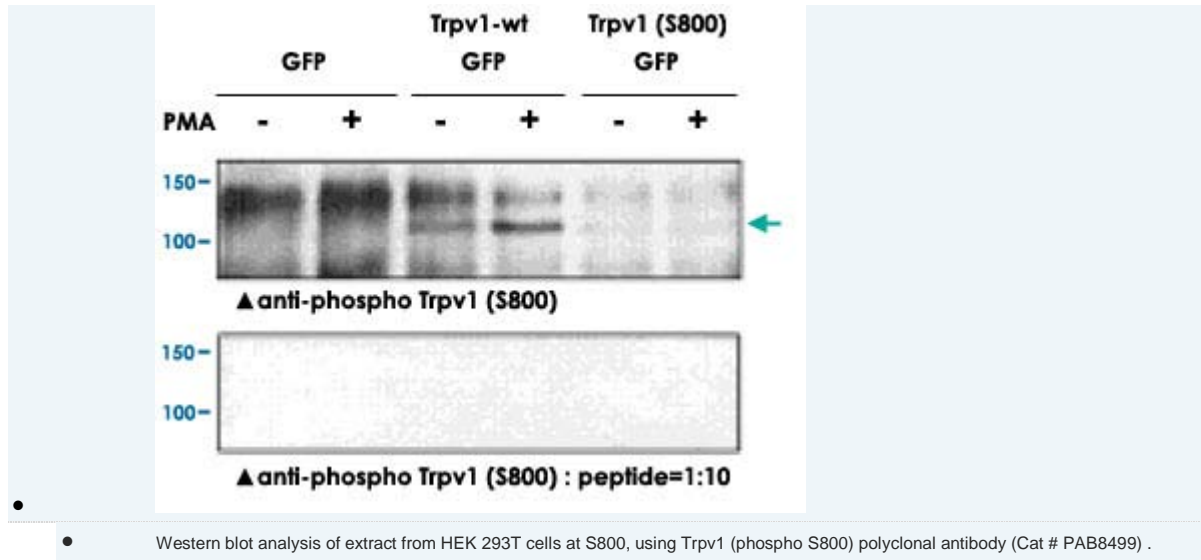 Trpv1-wt Trpv1 (S800)
GFP GFP GFP
PMA - + - + - +
150-
100-
▲anti-phospho Trpv1 (S800)
150-
100-
▲anti-phospho Trpv1 (S800) : peptide=1:10
Western blot analysis of extract from HEK 293T cells at S800, using Trpv1 (phospho S800) polyclonal antibody (Cat # PAB8499) .